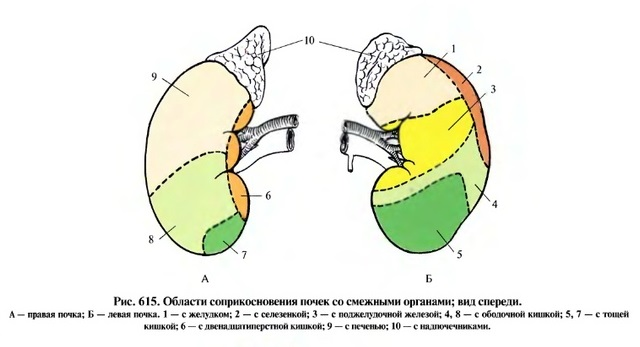 10
1
2
3
9
4
5
6
7
8
А
Б
Рис. 615. Области соприкосновения почек со смежными органами; вид спереди.
А — правая почка; Б — левая почка. 1 — с желудком; 2 — с селезенкой; 3 — с поджелудочной железой; 4, 8 — с ободочной кишкой; 5, 7 — с тощей
кишкой; 6 — с двенадцатиперстной кишкой; 9 — с печенью; 10 — с надпочечниками.